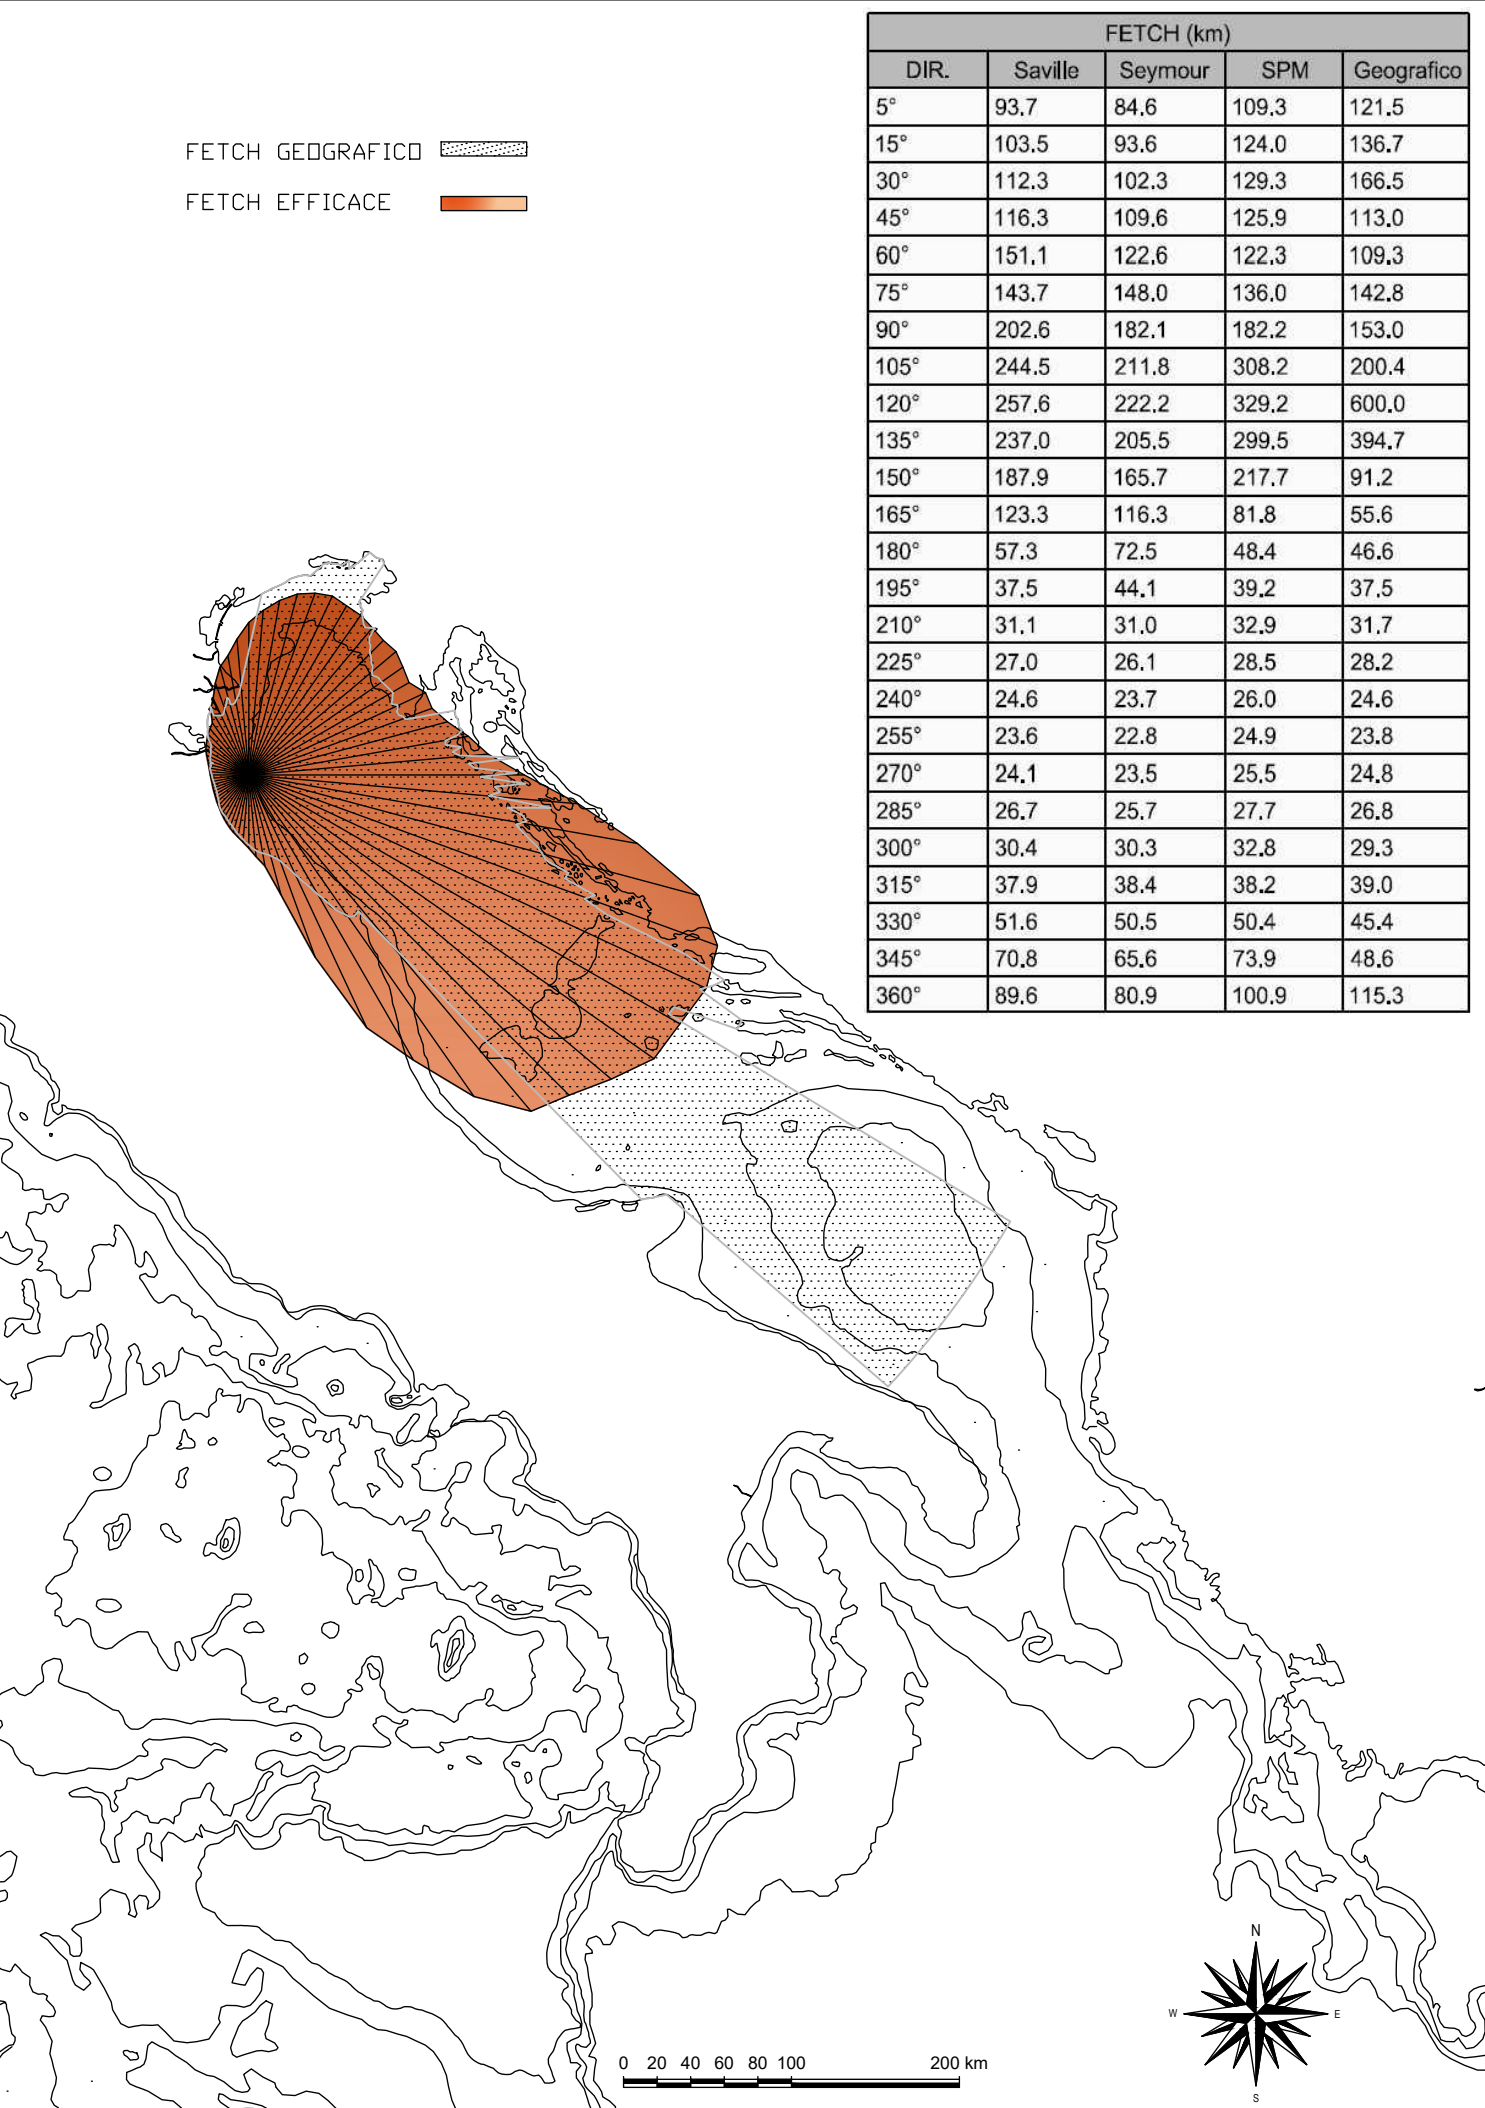 FETCH (km)
DIR. Saville Seymour SPM Geografico
5° 93.7 84.6 109.3 121.5
15° 103.5 93.6 124.0 136.7
30° 112.3 102.3 129.3 166.5
45° 116.3 109.6 125.9 113.0
60° 151.1 122.6 122.3 109.3
75° 143.7 148.0 136.0 142.8
90° 202.6 182.1 182.2 153.0
105° 244.5 211.8 308.2 200.4
120° 257.6 222.2 329.2 600.0
135° 237.0 205.5 299.5 394.7
150° 187.9 165.7 217.7 91.2
165° 123.3 116.3 81.8 55.6
180° 57.3 72.5 48.4 46.6
195° 37.5 44.1 39.2 37.5
210° 31.1 31.0 32.9 31.7
225° 27.0 26.1 28.5 28.2
240° 24.6 23.7 26.0 24.6
255° 23.6 22.8 24.9 23.8
270° 24.1 23.5 25.5 24.8
285° 26.7 25.7 27.7 26.8
300° 30.4 30.3 32.8 29.3
315° 37.9 38.4 38.2 39.0
330° 51.6 50.5 50.4 45.4
345° 70.8 65.6 73.9 48.6
360° 89.6 80.9 100.9 115.3
FETCH GEOGRAFICO
FETCH EFFICACE
N
W E
S
0 20 40 60 80 100 200 km